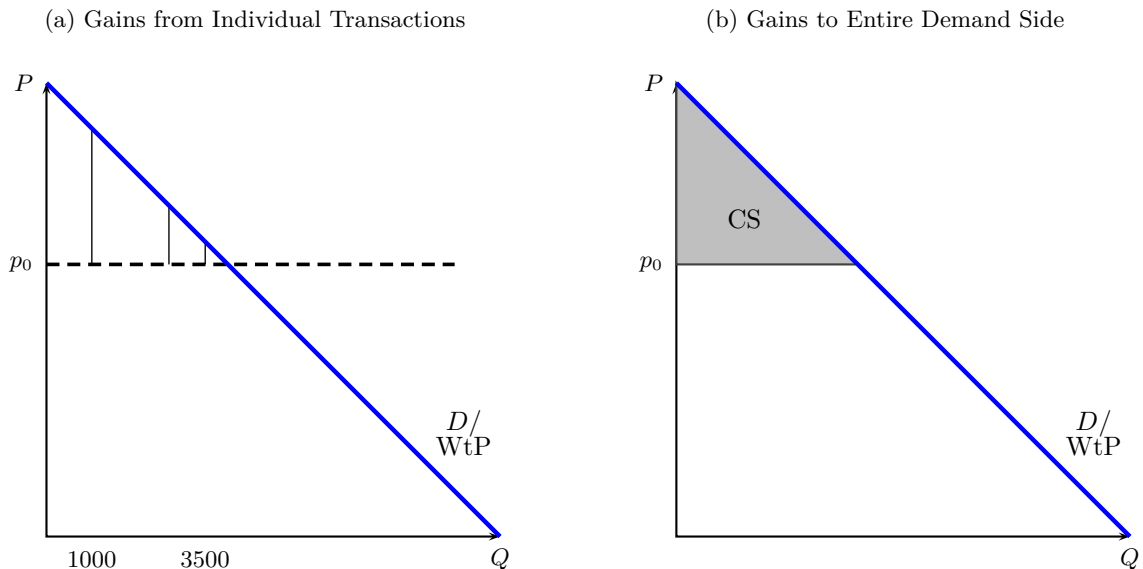 (a) Gains from Individual Transactions
P
p₀
D/
WtP
1000
3500
Q
(b) Gains to Entire Demand Side
P
CS
p₀
D/
WtP
Q